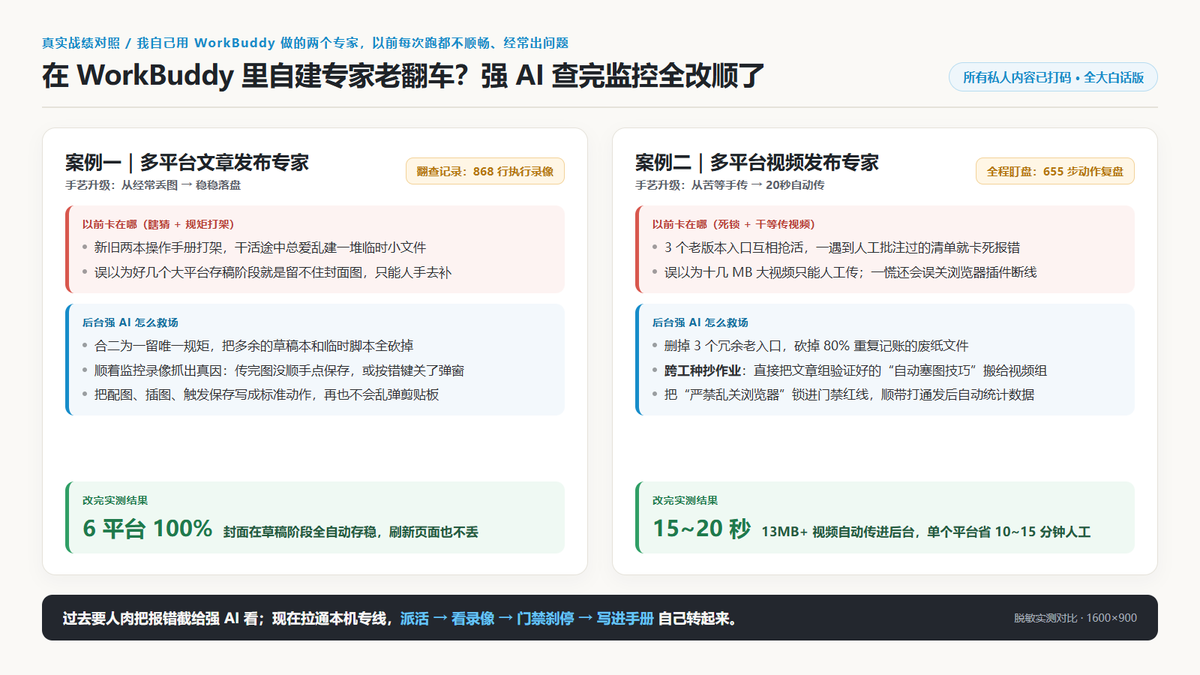 真实战绩对照 / 我自己用 WorkBuddy 做的两个专家，以前每次跑都不顺畅、经常出问题
在 WorkBuddy 里自建专家老翻车？强 AI 查完监控全改顺了
所有私人内容已打码 • 全大白话版
案例一｜多平台文章发布专家
手艺升级：从经常丢图 → 稳稳落盘
翻查记录：868 行执行录像
以前卡在哪（瞎猜 + 规矩打架）
• 新旧两本操作手册打架，干活途中总爱乱建一堆临时小文件
• 误以为好几个大平台存稿阶段就是留不住封面图，只能人手去补
后台强 AI 怎么救场
• 合二为一留唯一规矩，把多余的草稿本和临时脚本全砍掉
• 顺着监控录像抓出真因：传完图没顺手点保存，或按错键关了弹窗
• 把配图、插图、触发保存写成标准动作，再也不会乱弹剪贴板
改完实测结果
6 平台 100% 封面在草稿阶段全自动存稳，刷新页面也不丢
案例二｜多平台视频发布专家
手艺升级：从苦等手传 → 20秒自动传
全程盯盘：655 步动作复盘
以前卡在哪（死锁 + 干等传视频）
• 3 个老版本入口互相抢活，一遇到人工批注过的清单就卡死报错
• 误以为十几 MB 大视频只能人工传；一慌还会误关浏览器插件断线
后台强 AI 怎么救场
• 删掉 3 个冗余老入口，砍掉 80% 重复记账的废纸文件
• 跨工种抄作业：直接把文章组验证好的“自动塞图技巧”搬给视频组
• 把“严禁乱关浏览器”锁进门禁红线，顺带打通发后自动统计数据
改完实测结果
15~20 秒 13MB+ 视频自动传进后台，单个平台省 10~15 分钟人工
过去要人肉把报错截给强 AI 看；现在拉通本机专线，派活 → 看录像 → 门禁刹停 → 写进手册 自己转起来。
脱敏实测对比 · 1600×900